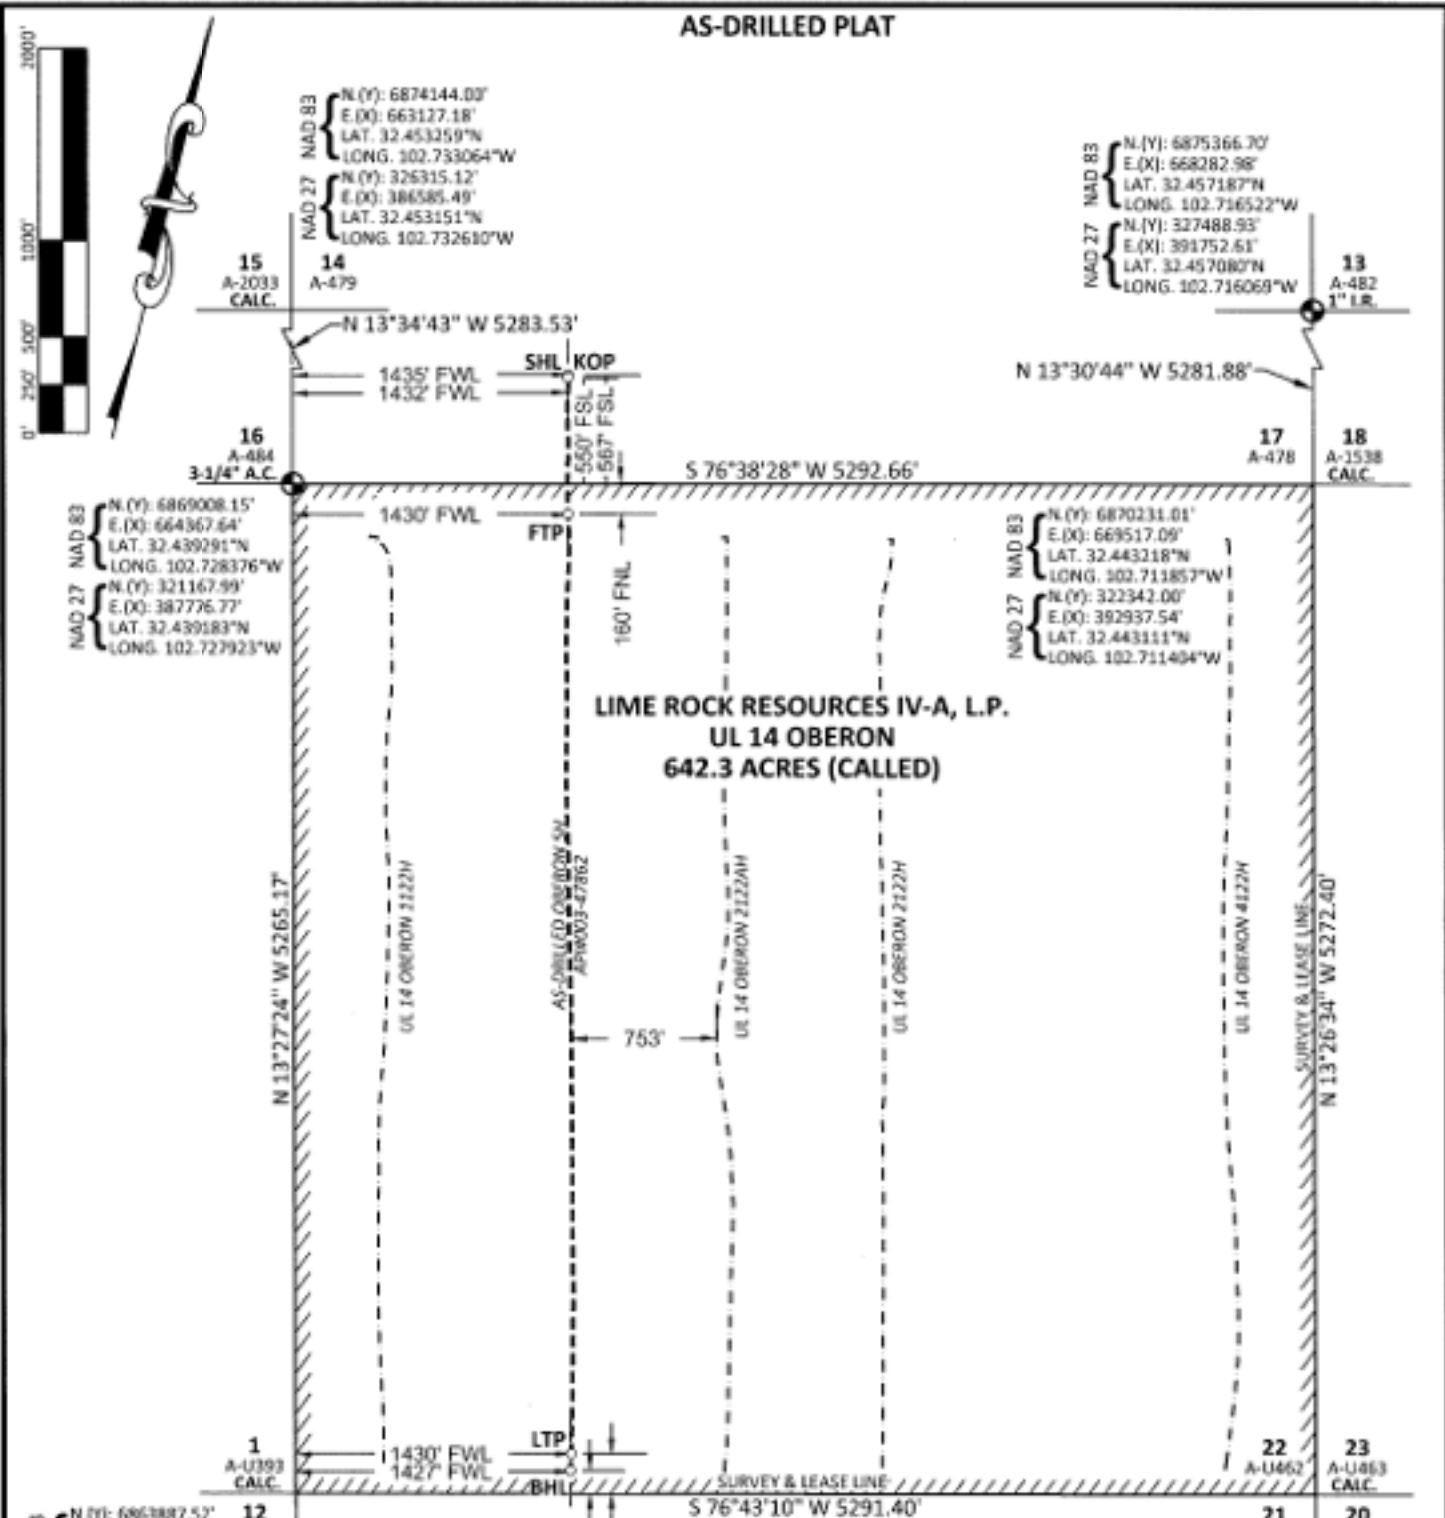 AS-DRILLED PLAT
2000'
1000'
500'
250'
0'
NAD 83
N.(Y): 6874144.00'
E.(X): 663127.18'
LAT. 32.453259°N
LONG. 102.733064°W
NAD 27
N.(Y): 326315.12'
E.(X): 386585.49'
LAT. 32.453151°N
LONG. 102.732610°W
NAD 83
N.(Y): 6875366.70'
E.(X): 668282.98'
LAT. 32.457187°N
LONG. 102.716522°W
NAD 27
N.(Y): 327488.93'
E.(X): 391752.61'
LAT. 32.457080°N
LONG. 102.716069°W
15
A-2033
CALC.
14
A-479
13
A-482
1" I.R.
N 13°34'43" W 5283.53'
N 13°30'44" W 5281.88'
SHL KOP
1435' FWL
1432' FWL
550' FSL
567' FSL
16
A-484
3-1/4" A.C.
17
A-478
18
A-1538
CALC.
S 76°38'28" W 5292.66'
1430' FWL
FTP
160' FNL
NAD 83
N.(Y): 6869008.15'
E.(X): 664367.64'
LAT. 32.439291°N
LONG. 102.728376°W
NAD 27
N.(Y): 321167.99'
E.(X): 387776.77'
LAT. 32.439183°N
LONG. 102.727923°W
NAD 83
N.(Y): 6870231.01'
E.(X): 669517.09'
LAT. 32.443218°N
LONG. 102.711857°W
NAD 27
N.(Y): 322342.00'
E.(X): 392937.54'
LAT. 32.443111°N
LONG. 102.711404°W
LIME ROCK RESOURCES IV-A, L.P.
UL 14 OBERON
642.3 ACRES (CALLED)
N 13°27'24" W 5265.17'
UL 14 OBERON 1122H
AS-DRILLED OBERON 5H
API#003-47862
753'
UL 14 OBERON 2122AH
UL 14 OBERON 2122H
UL 14 OBERON 4122H
SURVEY & LEASE LINE
N 13°26'34" W 5272.40'
1
A-U393
CALC.
LTP
1430' FWL
1427' FWL
BHL
SURVEY & LEASE LINE
S 76°43'10" W 5291.40'
22
A-U462
23
A-U463
CALC.
N.(Y): 6863887.52'
12
21
20